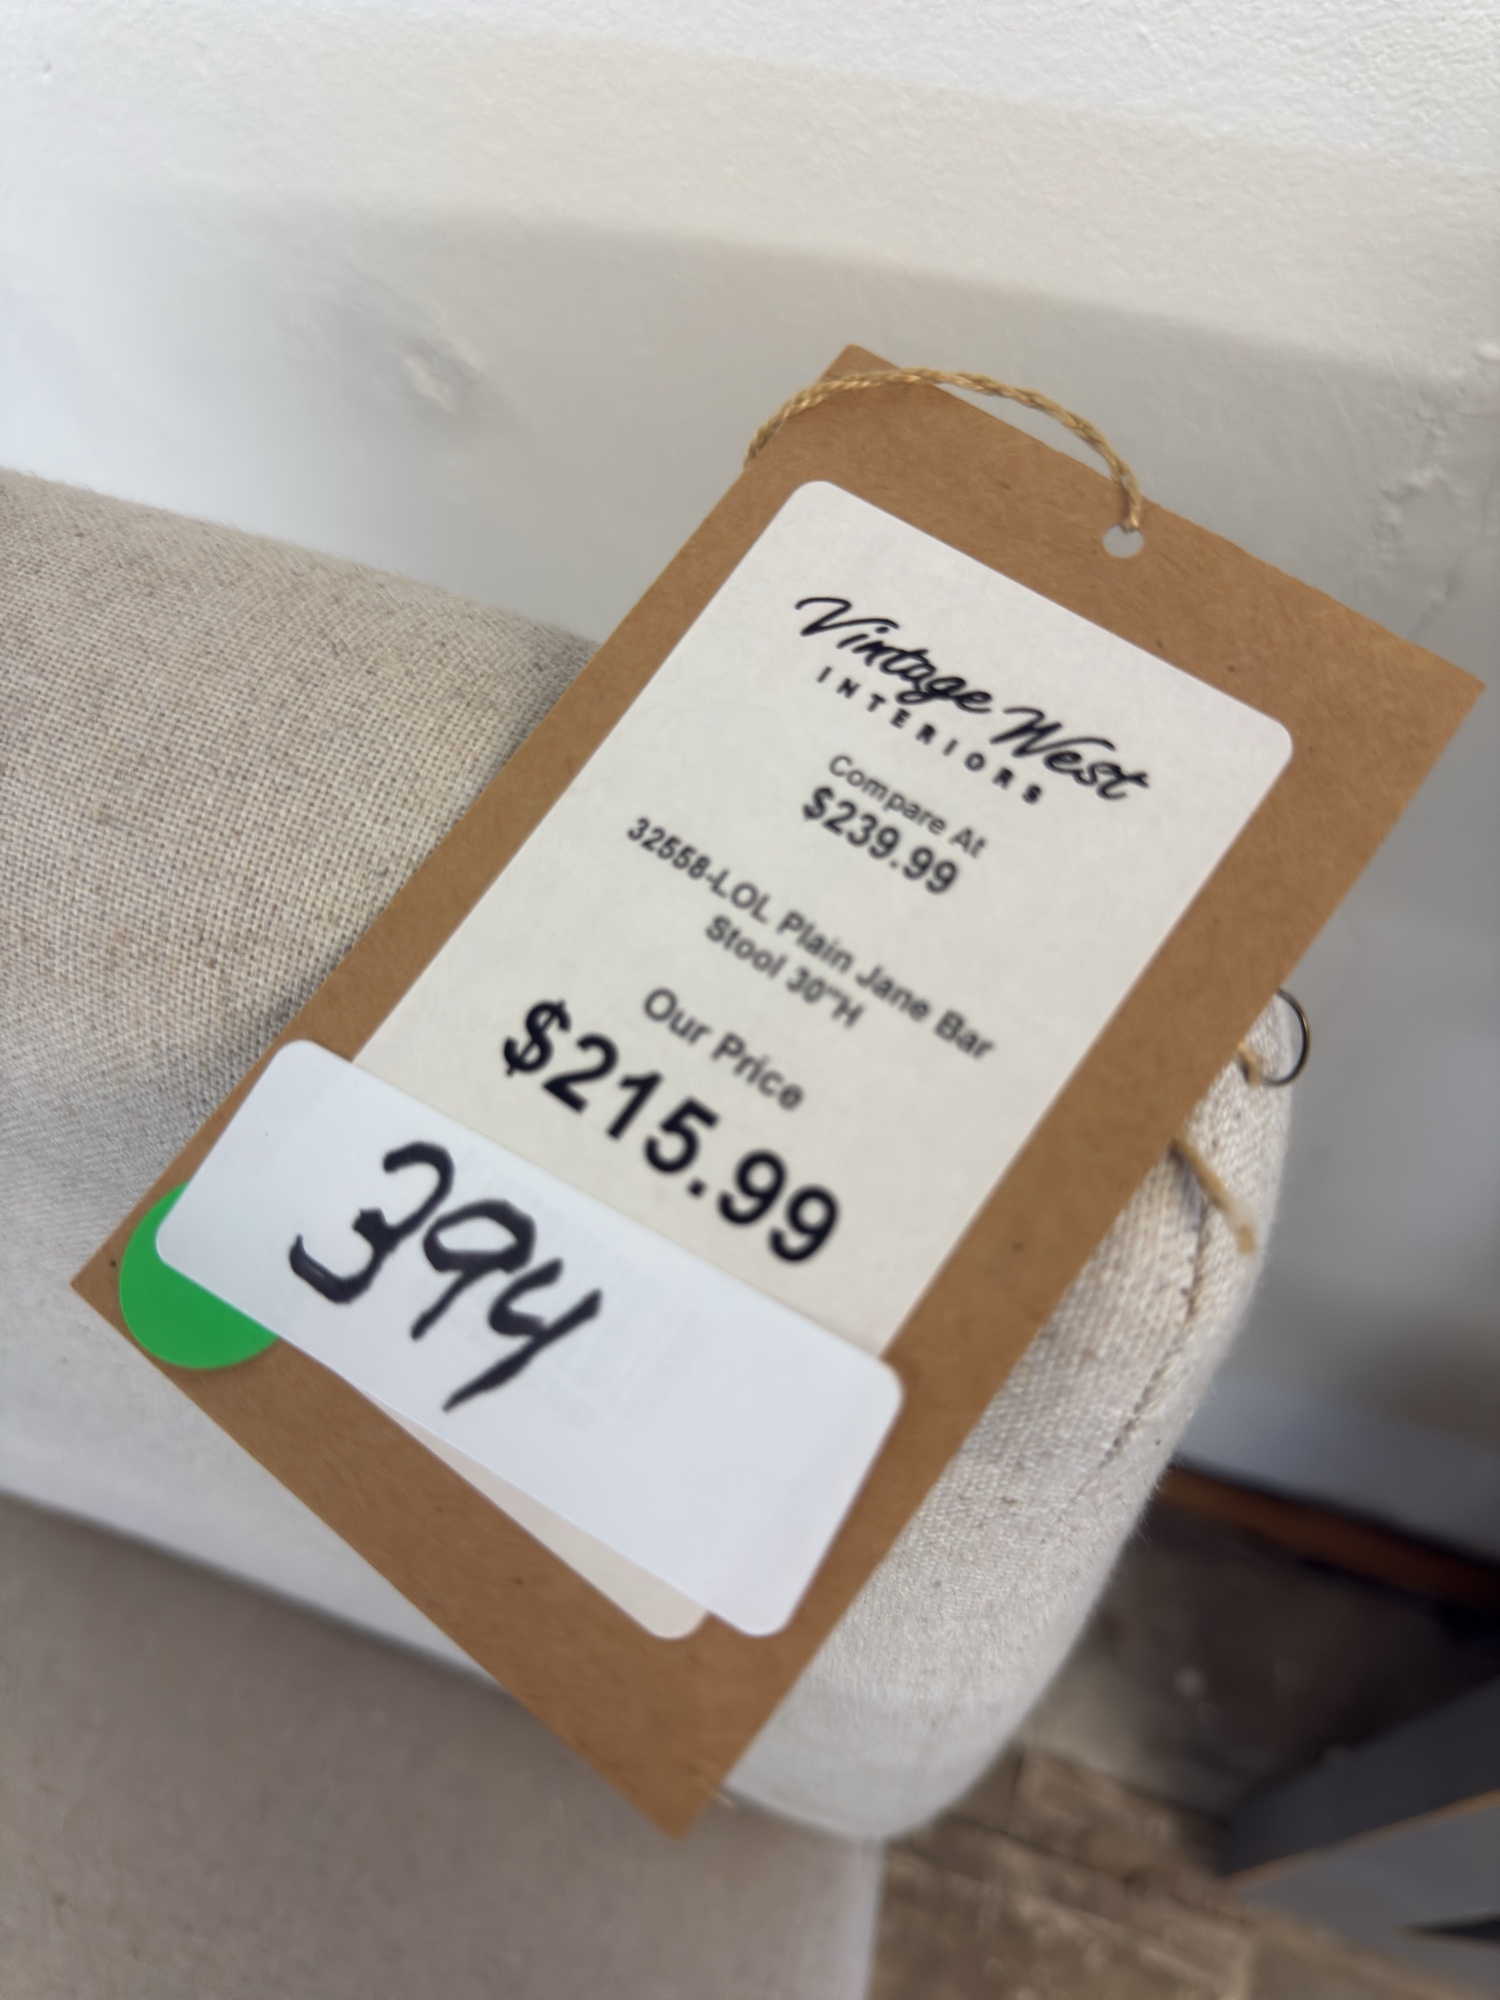 Vintage West
INTERIORS
Compare At
$239.99
32558-LOL Plain Jane Bar
Stool 30"H
Our Price
$215.99
394